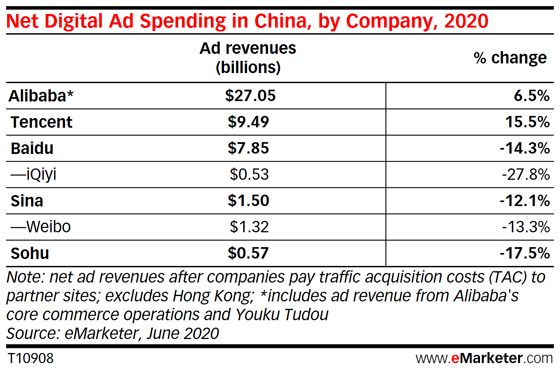 Net Digital Ad Spending in China, by Company, 2020
Ad revenues (billions) % change
Alibaba* $27.05 6.5%
Tencent $9.49 15.5%
Baidu $7.85 -14.3%
—iQiyi $0.53 -27.8%
Sina $1.50 -12.1%
—Weibo $1.32 -13.3%
Sohu $0.57 -17.5%
Note: net ad revenues after companies pay traffic acquisition costs (TAC) to
partner sites; excludes Hong Kong; *includes ad revenue from Alibaba's
core commerce operations and Youku Tudou
Source: eMarketer, June 2020
T10908 www.eMarketer.com